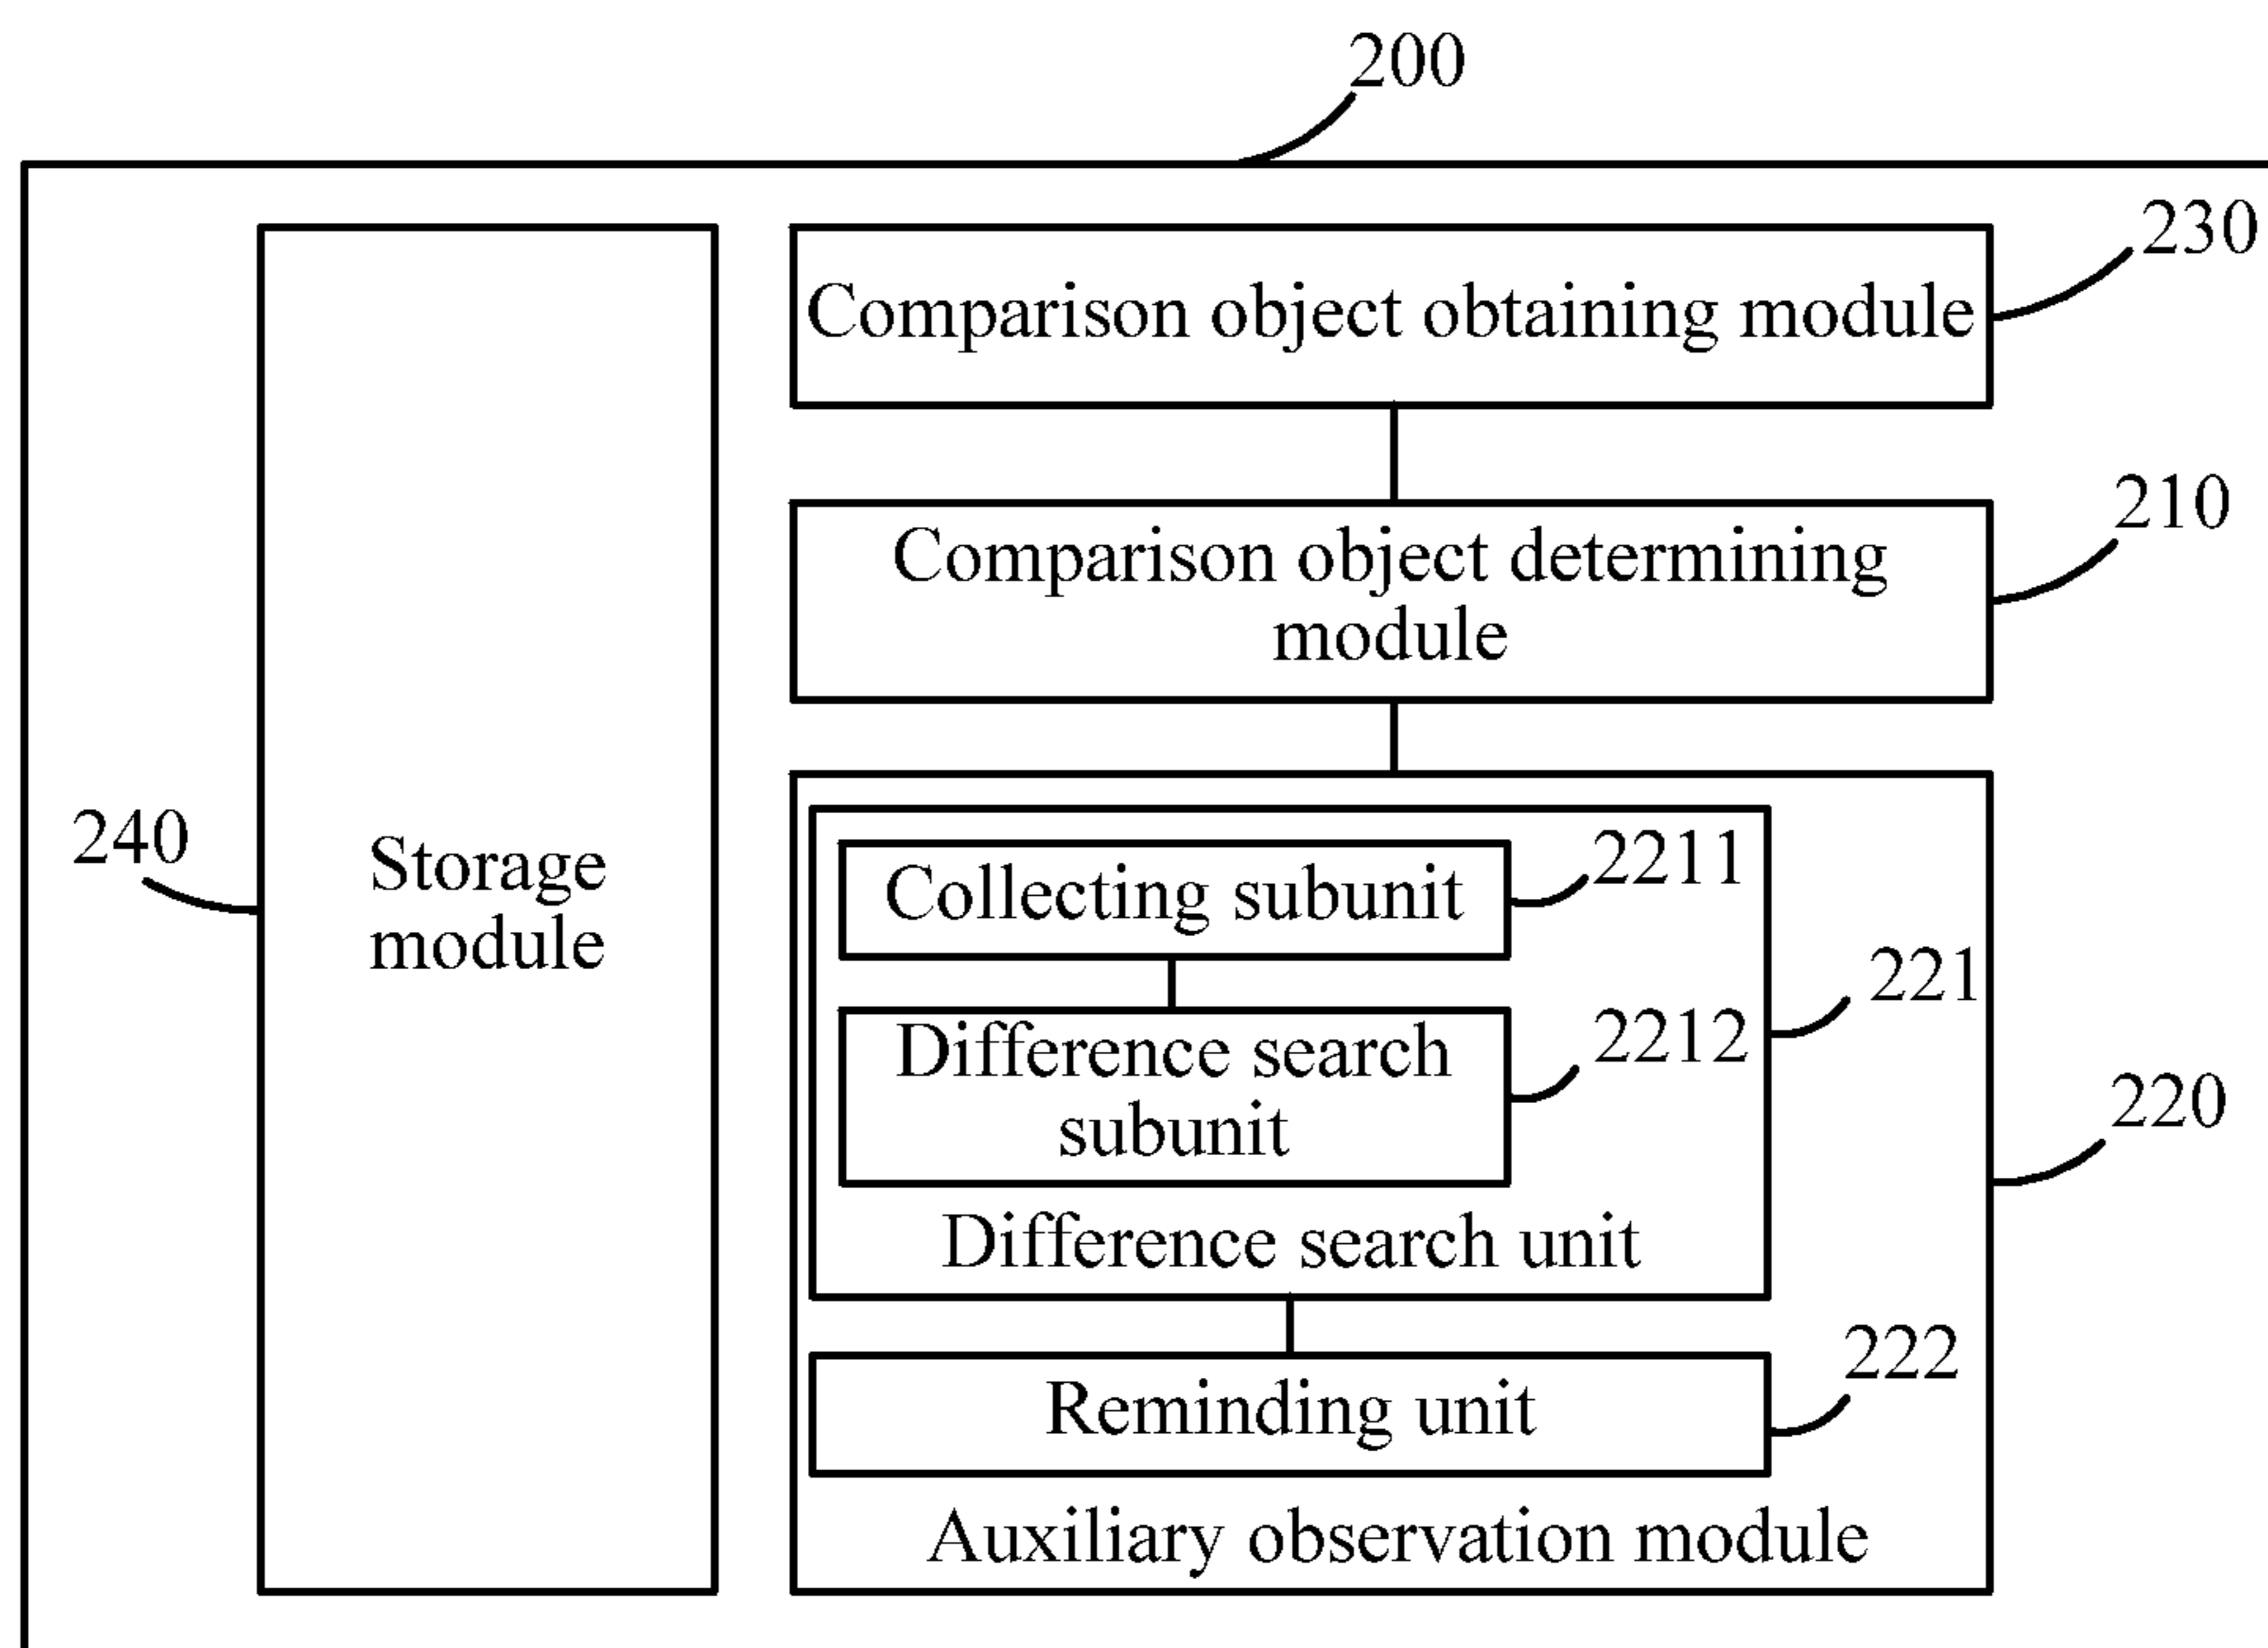 200
230
Comparison object obtaining module
210
Comparison object determining
module
240
Storage
module
2211
Collecting subunit
221
2212
Difference search
subunit
220
Difference search unit
222
Reminding unit
Auxiliary observation module